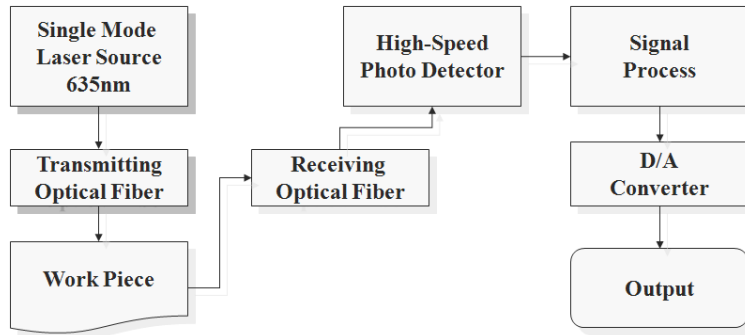 Single Mode
Laser Source
635nm
Transmitting
Optical Fiber
Work Piece
Receiving
Optical Fiber
High-Speed
Photo Detector
Signal
Process
D/A
Converter
Output